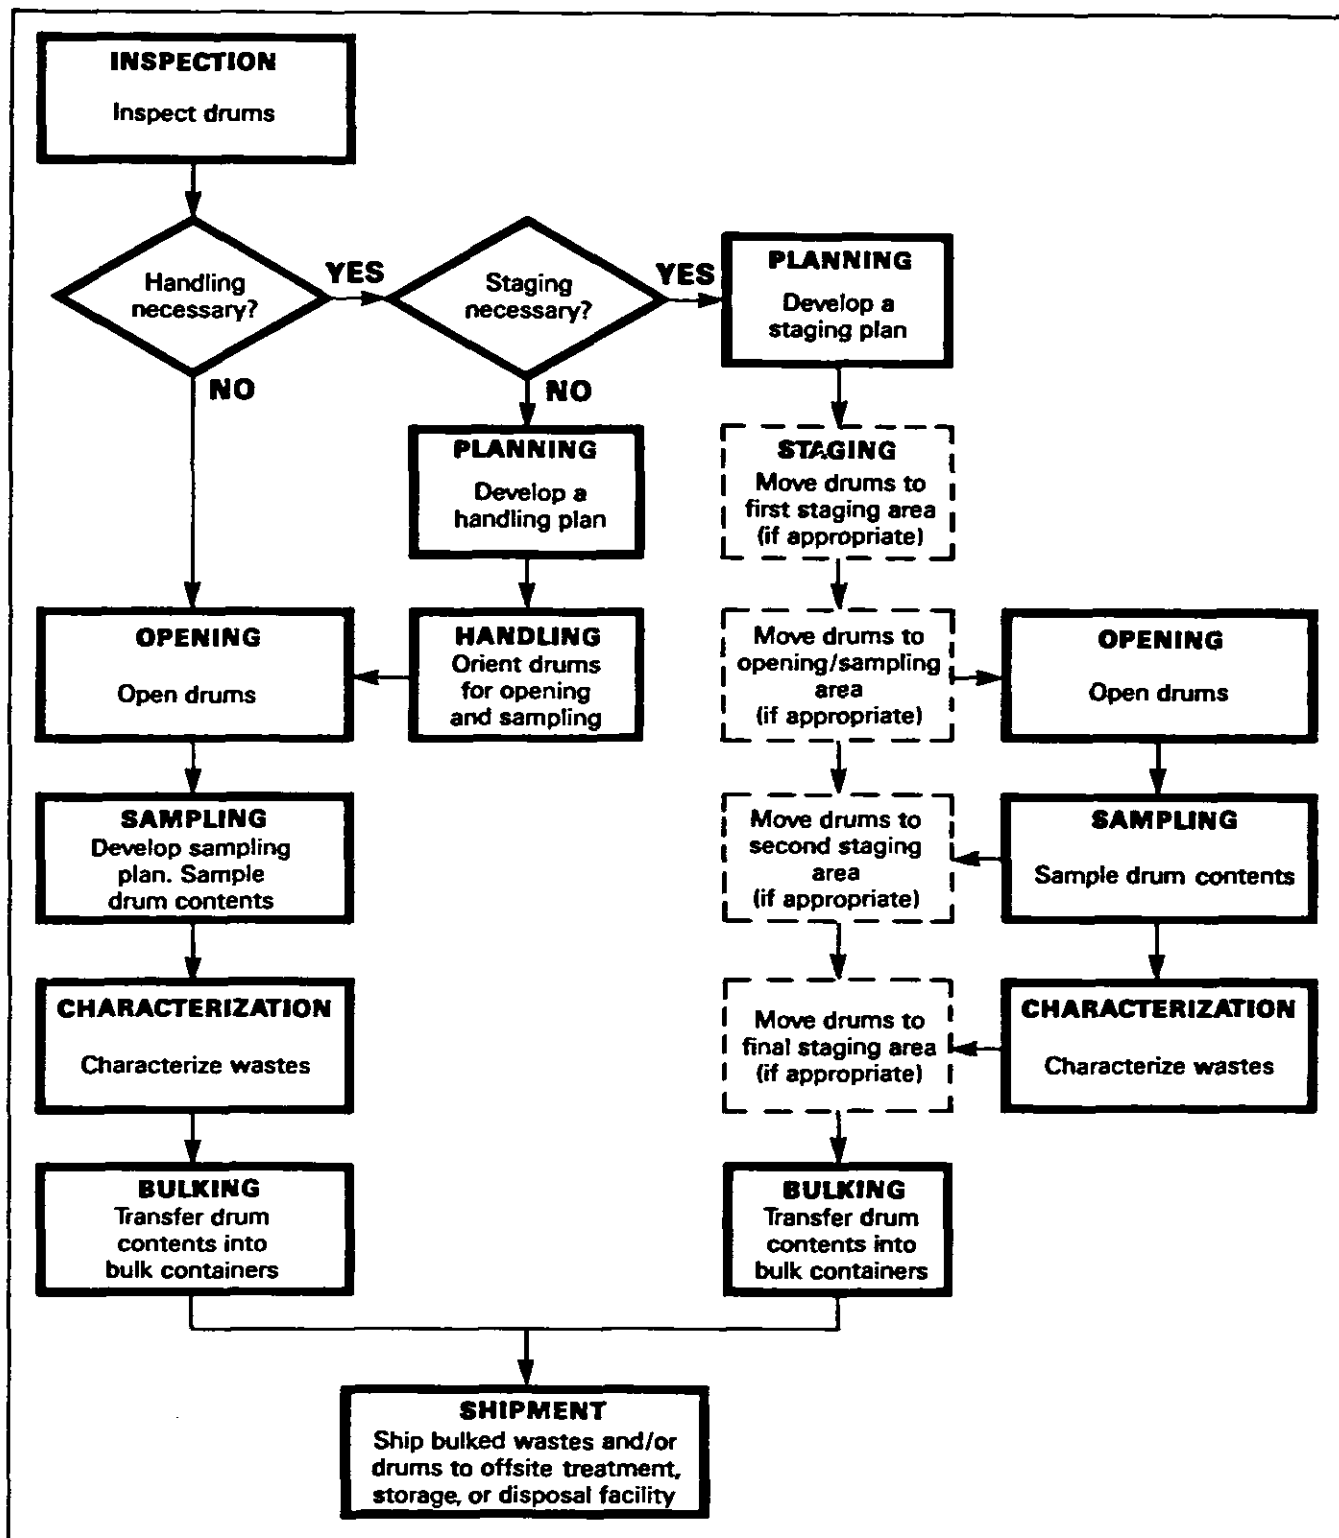 INSPECTION
Inspect drums
Handling
necessary?
YES
NO
Staging
necessary?
YES
NO
PLANNING
Develop a
staging plan
PLANNING
Develop a
handling plan
STAGING
Move drums to
first staging area
(if appropriate)
OPENING
Open drums
HANDLING
Orient drums
for opening
and sampling
Move drums to
opening/sampling
area
(if appropriate)
OPENING
Open drums
SAMPLING
Develop sampling
plan. Sample
drum contents
Move drums to
second staging
area
(if appropriate)
SAMPLING
Sample drum contents
CHARACTERIZATION
Characterize wastes
Move drums to
final staging area
(if appropriate)
CHARACTERIZATION
Characterize wastes
BULKING
Transfer drum
contents into
bulk containers
BULKING
Transfer drum
contents into
bulk containers
SHIPMENT
Ship bulked wastes and/or
drums to offsite treatment,
storage, or disposal facility